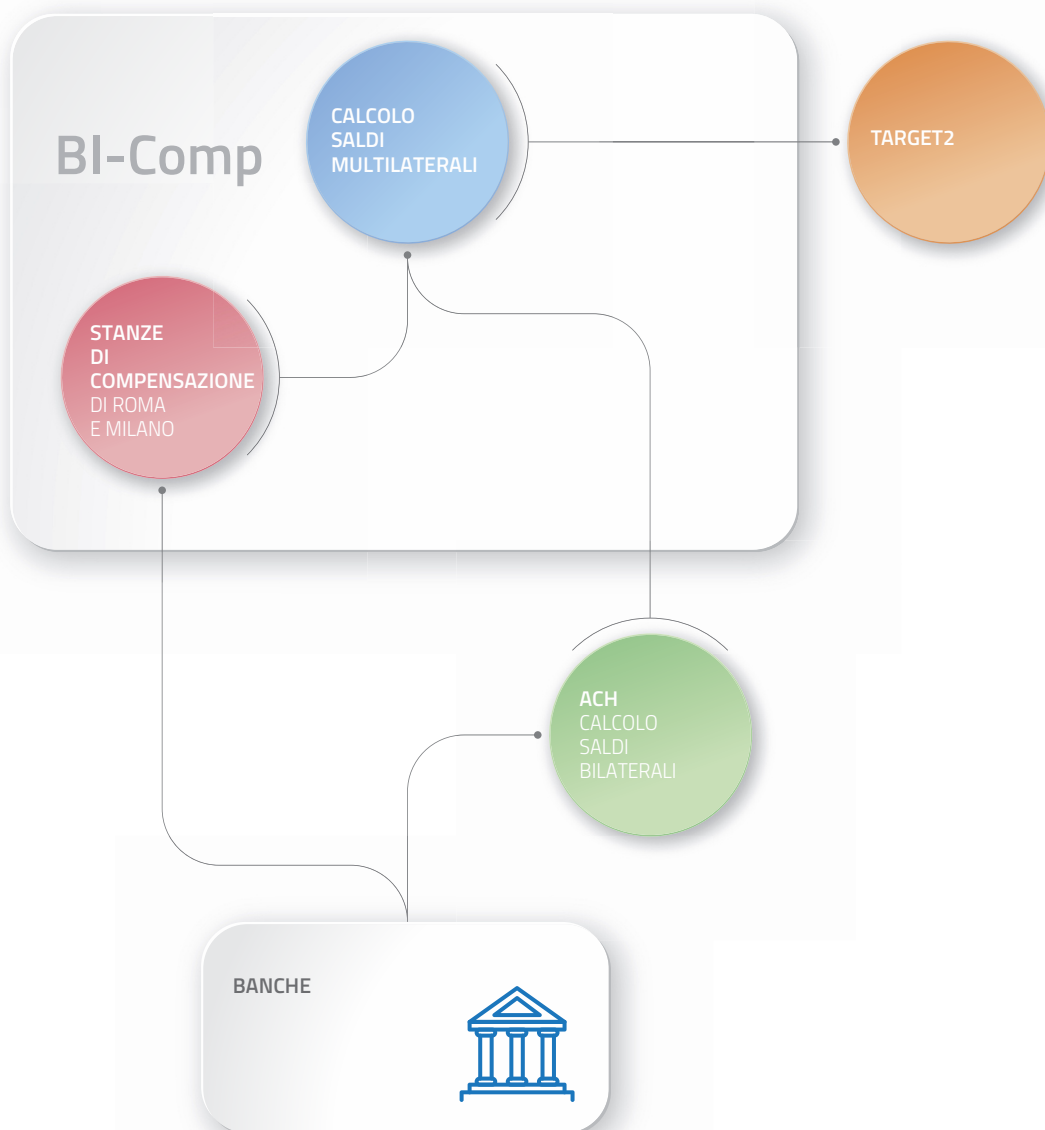 BI-Comp
CALCOLO
SALDI
MULTILATERALI
TARGET2
STANZE
DI
COMPENSAZIONE
DI ROMA
E MILANO
ACH
CALCOLO
SALDI
BILATERALI
BANCHE